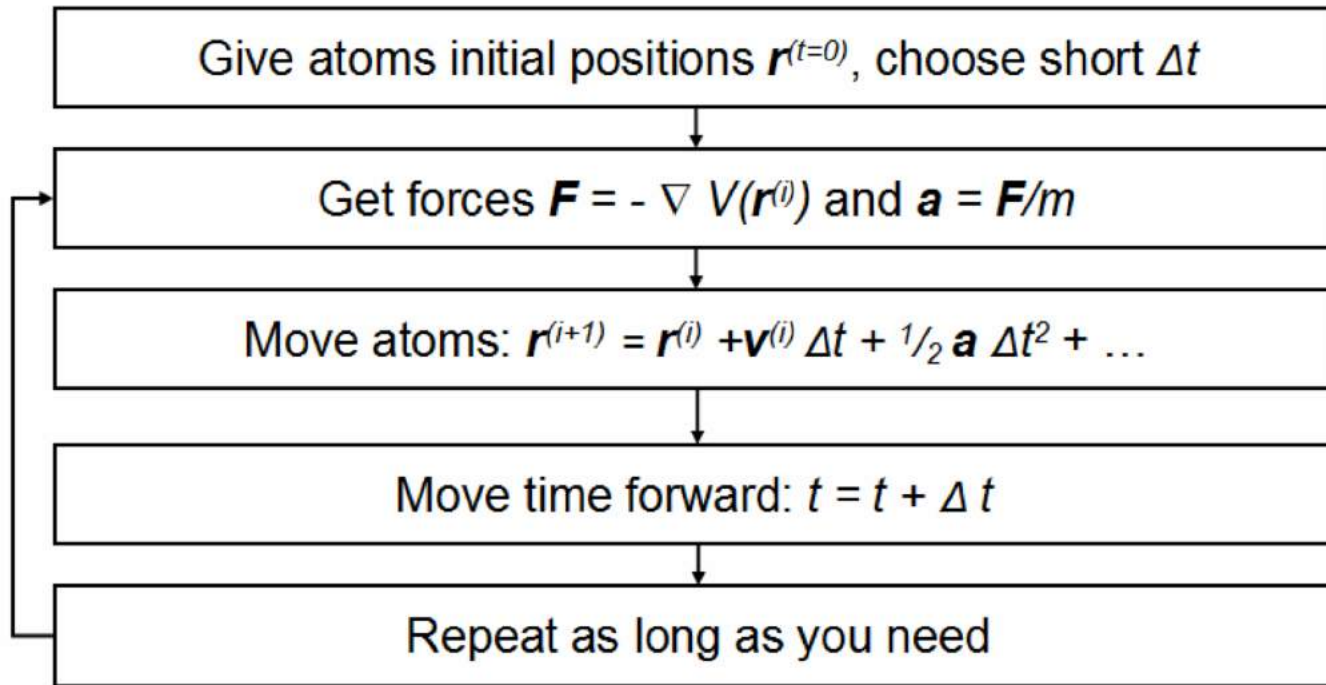 Give atoms initial positions r⁽ᵗ⁼⁰⁾, choose short Δt
Get forces F = - ∇ V(r⁽ⁱ⁾) and a = F/m
Move atoms: r⁽ⁱ⁺¹⁾ = r⁽ⁱ⁾ +v⁽ⁱ⁾ Δt + ¹/₂ a Δt² + …
Move time forward: t = t + Δ t
Repeat as long as you need